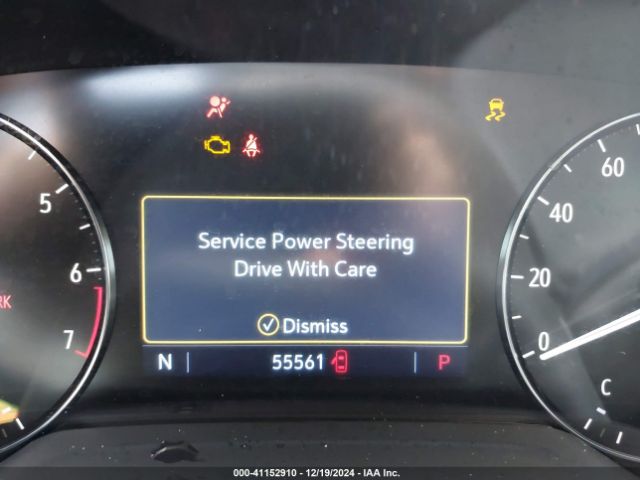 60
5
40
Service Power Steering
Drive With Care
6
20
RK
7
Dismiss
0
N 55561 P
C
000-41152910 - 12/19/2024 - IAA Inc.